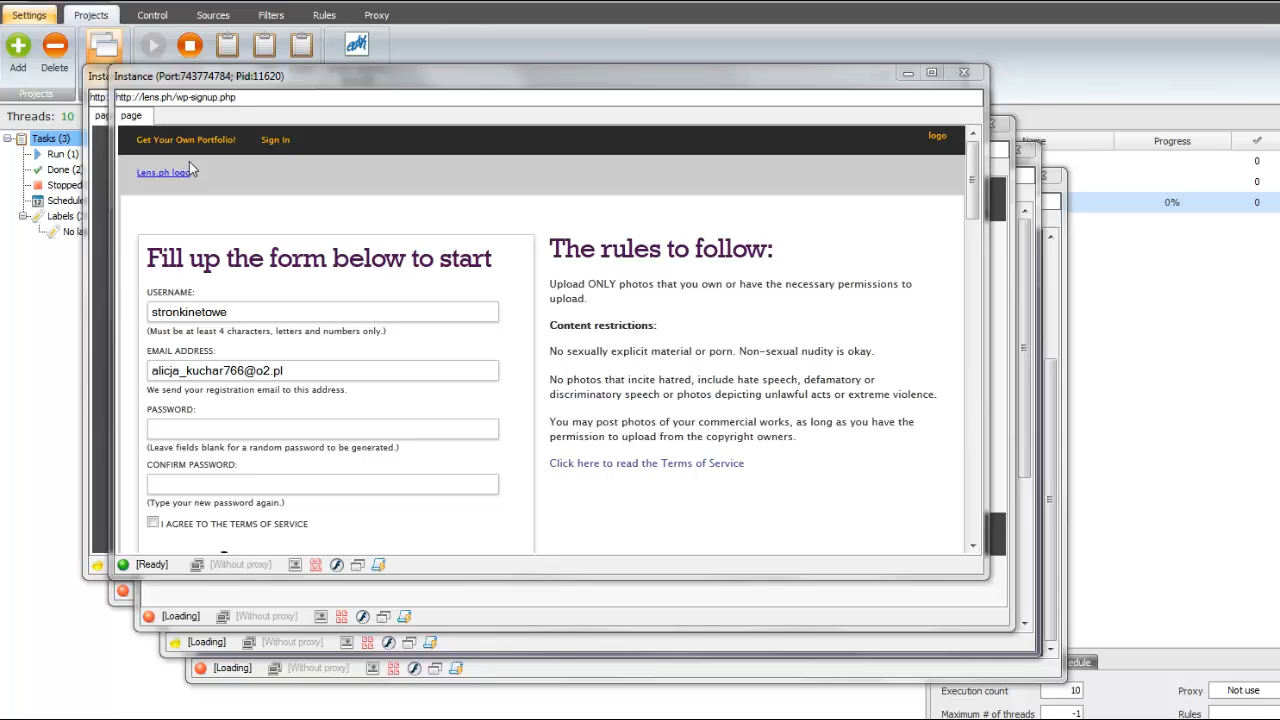 Settings Projects Control Sources Filters Rules Proxy
Add Delete
Projects
Threads: 10
Tasks (3)
Run (1)
Done (2)
Stopped
Schedule
Labels
No la
Instance (Port:743774784; Pid:11620)
http://lens.ph/wp-signup.php
page
Get Your Own Portfolio! Sign In logo
Lens.ph logo
Fill up the form below to start
USERNAME:
stronkinetowe
(Must be at least 4 characters, letters and numbers only.)
EMAIL ADDRESS:
alicja_kuchar766@o2.pl
We send your registration email to this address.
PASSWORD:
(Leave fields blank for a random password to be generated.)
CONFIRM PASSWORD:
(Type your new password again.)
I AGREE TO THE TERMS OF SERVICE
The rules to follow:
Upload ONLY photos that you own or have the necessary permissions to
upload.
Content restrictions:
No sexually explicit material or porn. Non-sexual nudity is okay.
No photos that incite hatred, include hate speech, defamatory or
discriminatory speech or photos depicting unlawful acts or extreme violence.
You may post photos of your commercial works, as long as you have the
permission to upload from the copyright owners.
Click here to read the Terms of Service
[Ready] [Without proxy]
[Loading] [Without proxy]
[Loading] [Without proxy]
[Loading] [Without proxy]
Name Progress
0
0
0% 0
edule
Execution count 10 Proxy Not use
Maximum # of threads -1 Rules